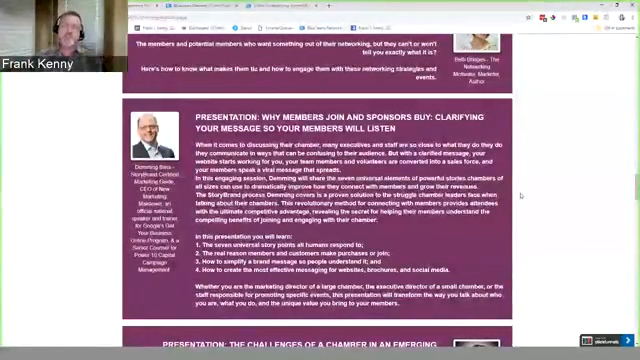 Frank Kenny
The members and potential members who want something out of their networking, but they can't or won't
tell you exactly what it is?
Here's how to know what makes them tic and how to engage them with these networking strategies and
events.
Beth Bridges - The
Networking
Motivator, Marketer,
Author
PRESENTATION: WHY MEMBERS JOIN AND SPONSORS BUY: CLARIFYING
YOUR MESSAGE SO YOUR MEMBERS WILL LISTEN
When it comes to discussing their chamber, many executives and staff are so close to what they do they
do they communicate in ways that can be confusing to their audience. But with a clarified message, your
website starts working for you, your team members and volunteers are converted into a sales force, and
your members speak a viral message that spreads.
In this engaging session, Demming will share the seven universal elements of powerful stories chambers of
all sizes can use to dramatically improve how they connect with members and grow their revenues.
The StoryBrand process Demming covers is a proven solution to the struggle chamber leaders face when
talking about their chambers. This revolutionary method for connecting with members provides attendees
with the ultimate competitive advantage, revealing the secret for helping their members understand the
compelling benefits of joining and engaging with their chamber.
In this presentation you will learn:
1. The seven universal story points all humans respond to;
2. The real reason members and customers make purchases or join;
3. How to simplify a brand message so people understand it; and
4. How to create the most effective messaging for websites, brochures, and social media.
Whether you are the marketing director of a large chamber, the executive director of a small chamber, or the
staff responsible for promoting specific events, this presentation will transform the way you talk about who
you are, what you do, and the unique value you bring to your members.
Demming Bass -
StoryBrand Certified
Marketing Guide,
CEO of New
Marketing
Makeover, an
official national
speaker and trainer
for Google's Get
Your Business
Online Program, & a
Senior Counsel for
Power 10 Capital
Campaign
Management
PRESENTATION: THE CHALLENGES OF A CHAMBER IN AN EMERGING